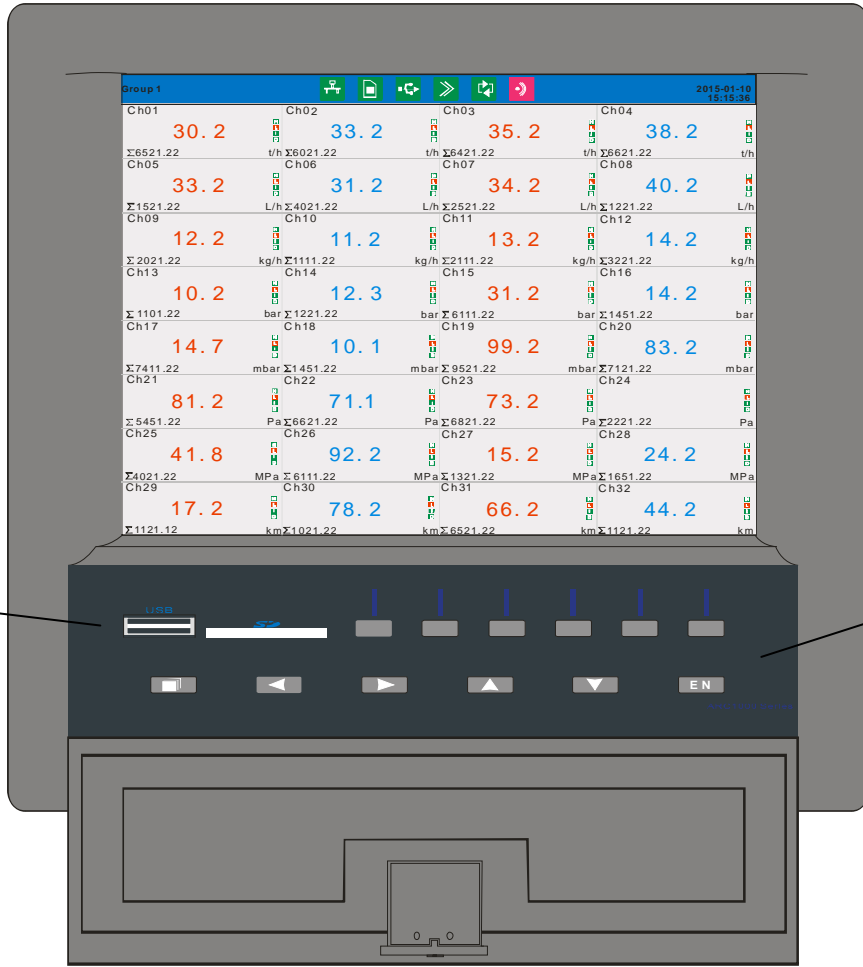 Group 1 2015-01-10
15:15:36
Ch01 Ch02 Ch03 Ch04
30.2 33.2 35.2 38.2
Σ6521.22 t/h Σ6021.22 t/h Σ6421.22 t/h Σ6621.22 t/h
Ch05 Ch06 Ch07 Ch08
33.2 31.2 34.2 40.2
Σ1521.22 L/h Σ4021.22 L/h Σ2521.22 L/h Σ1221.22 L/h
Ch09 Ch10 Ch11 Ch12
12.2 11.2 13.2 14.2
Σ2021.22 kg/h Σ1111.22 kg/h Σ2111.22 kg/h Σ3221.22 kg/h
Ch13 Ch14 Ch15 Ch16
10.2 12.3 31.2 14.2
Σ1101.22 bar Σ1221.22 bar Σ6111.22 bar Σ1451.22 bar
Ch17 Ch18 Ch19 Ch20
14.7 10.1 99.2 83.2
Σ7411.22 mbar Σ1451.22 mbar Σ9521.22 mbar Σ7121.22 mbar
Ch21 Ch22 Ch23 Ch24
81.2 71.1 73.2
Σ5451.22 Pa Σ6621.22 Pa Σ6821.22 Pa Σ2221.22 Pa
Ch25 Ch26 Ch27 Ch28
41.8 92.2 15.2 24.2
Σ4021.22 MPa Σ6111.22 MPa Σ1321.22 MPa Σ1651.22 MPa
Ch29 Ch30 Ch31 Ch32
17.2 78.2 66.2 44.2
Σ1121.12 km Σ1021.22 km Σ6521.22 km Σ1121.22 km
USB
SD
EN